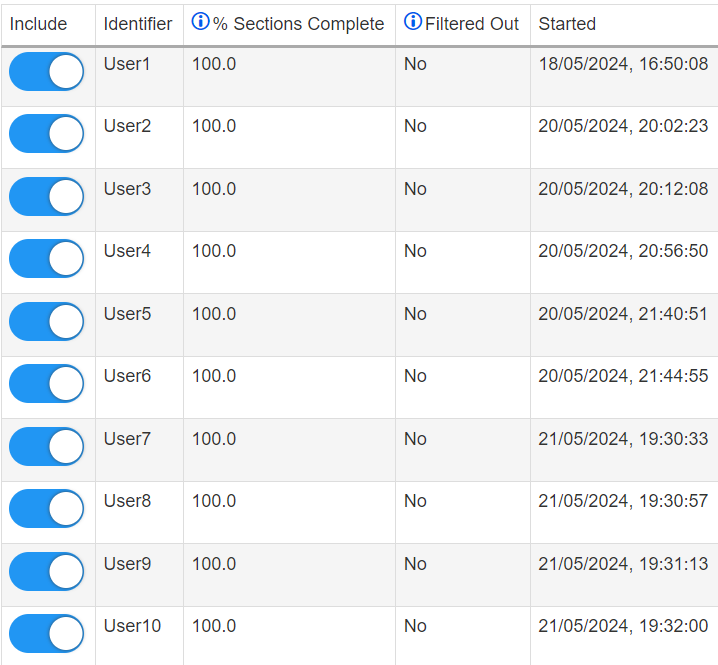 Include Identifier % Sections Complete Filtered Out Started
User1 100.0 No 18/05/2024, 16:50:08
User2 100.0 No 20/05/2024, 20:02:23
User3 100.0 No 20/05/2024, 20:12:08
User4 100.0 No 20/05/2024, 20:56:50
User5 100.0 No 20/05/2024, 21:40:51
User6 100.0 No 20/05/2024, 21:44:55
User7 100.0 No 21/05/2024, 19:30:33
User8 100.0 No 21/05/2024, 19:30:57
User9 100.0 No 21/05/2024, 19:31:13
User10 100.0 No 21/05/2024, 19:32:00